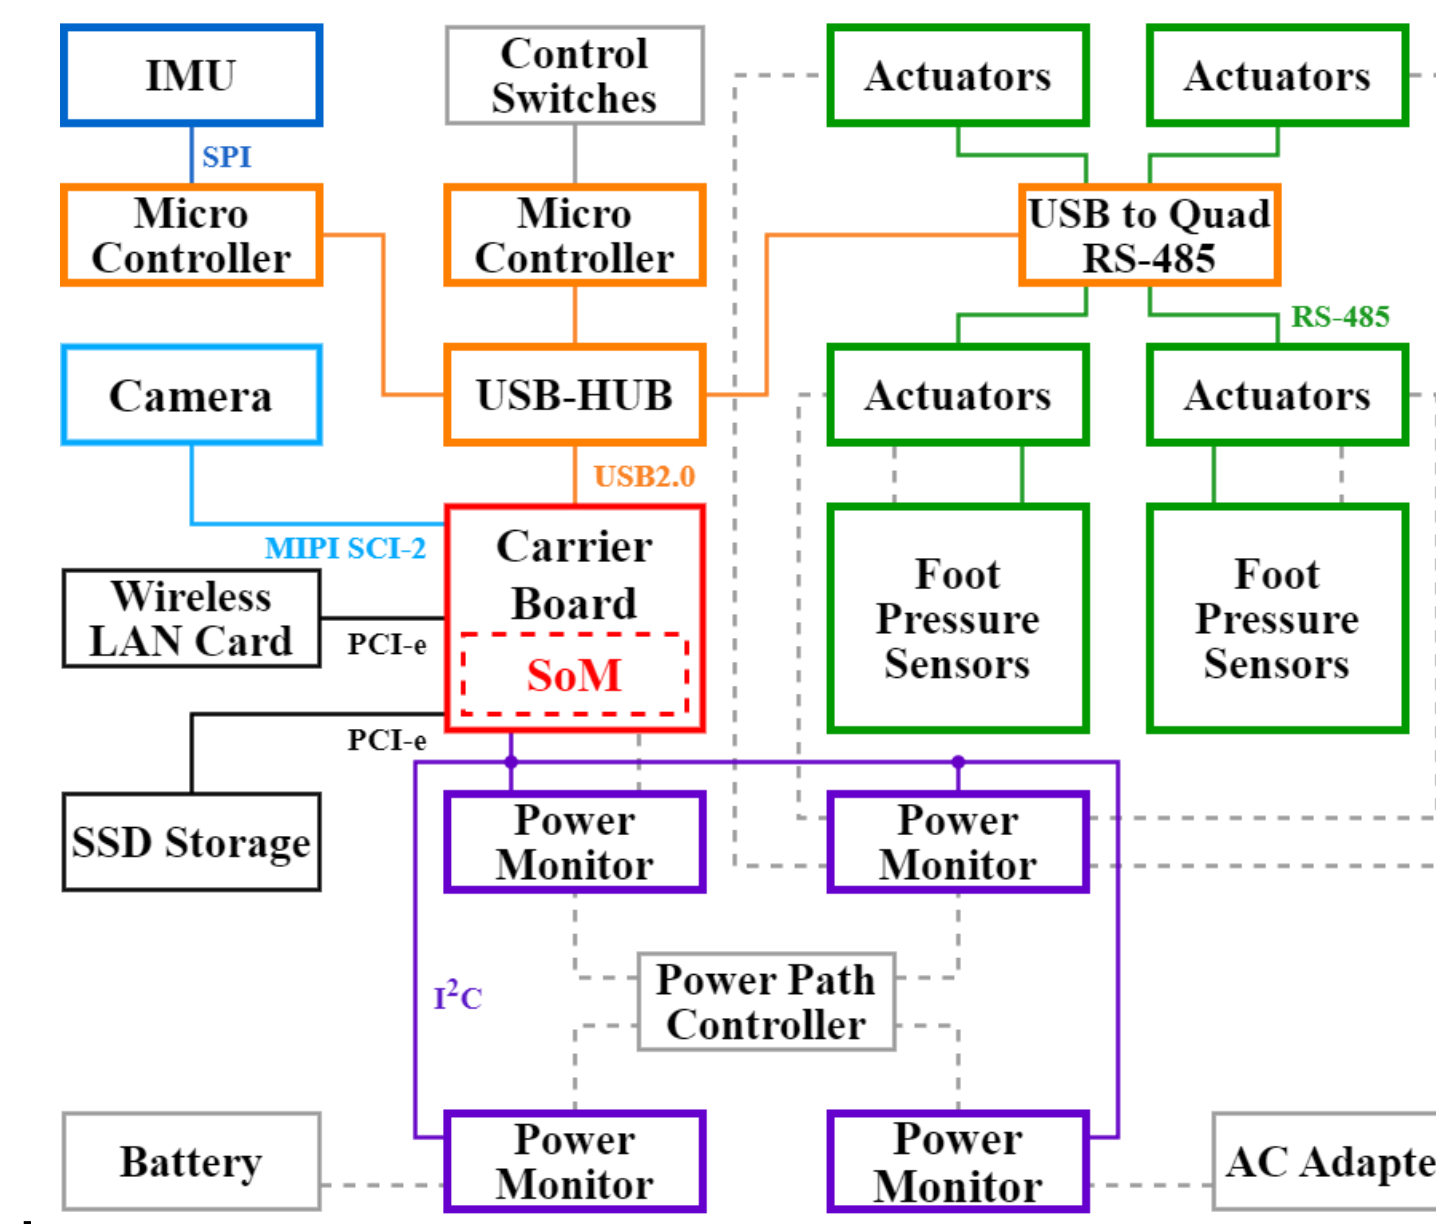 IMU
Control
Switches
Actuators
Actuators
SPI
Micro
Controller
Micro
Controller
USB to Quad
RS-485
RS-485
Camera
USB-HUB
Actuators
Actuators
USB2.0
MIPI SCI-2
Carrier
Board
SoM
Foot
Pressure
Sensors
Foot
Pressure
Sensors
Wireless
LAN Card
PCI-e
PCI-e
SSD Storage
Power
Monitor
Power
Monitor
I²C
Power Path
Controller
Battery
Power
Monitor
Power
Monitor
AC Adapte